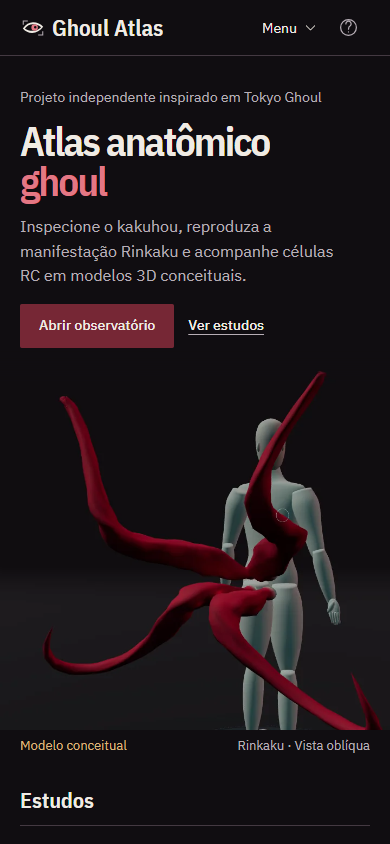 Ghoul Atlas
Menu
Projeto independente inspirado em Tokyo Ghoul
Atlas anatômico
ghoul
Inspecione o kakuhou, reproduza a
manifestação Rinkaku e acompanhe células
RC em modelos 3D conceituais.
Abrir observatório
Ver estudos
Modelo conceitual
Rinkaku · Vista oblíqua
Estudos